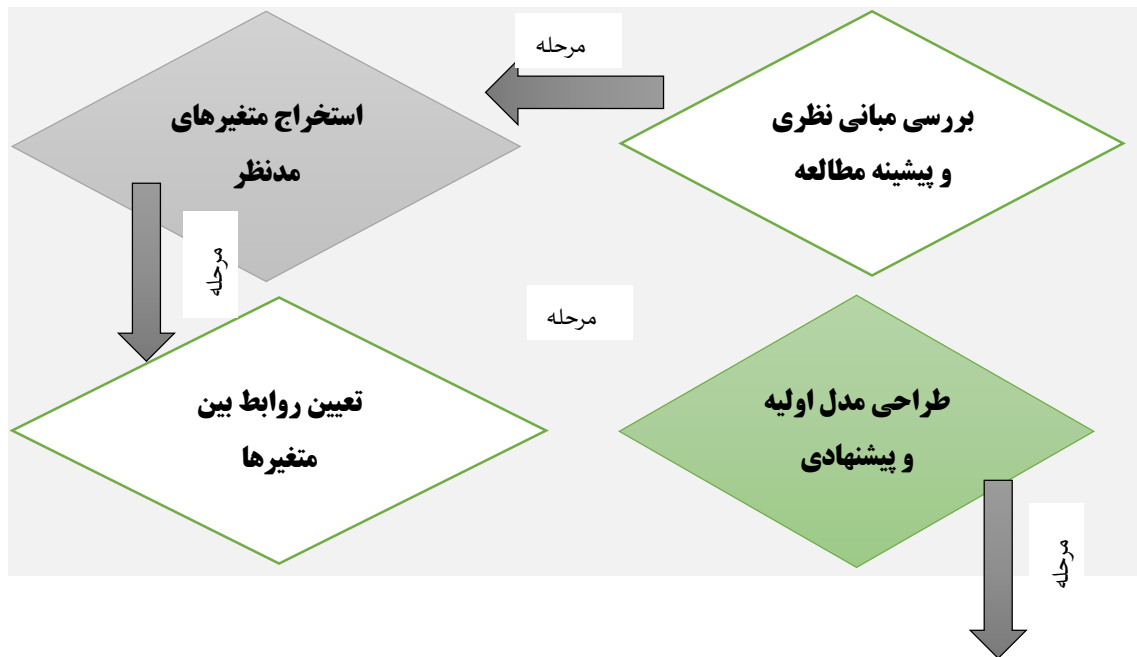 مرحله
بررسی مبانی نظری
و پیشینه مطالعه
استخراج متغیرهای
مدنظر
مرحله
مرحله
طراحی مدل اولیه
و پیشنهادی
تعیین روابط بین
متغیرها
مرحله